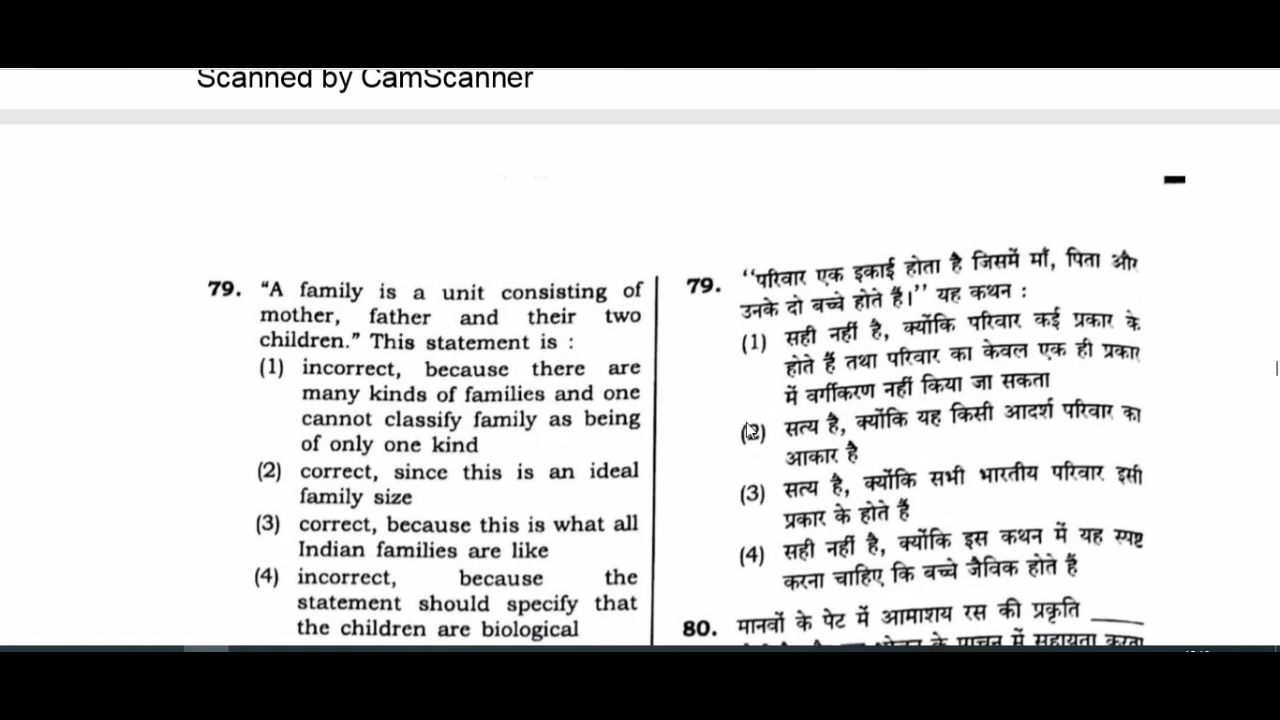 Scanned by CamScanner
79. "A family is a unit consisting of
mother, father and their two
children." This statement is :
(1) incorrect, because there are
many kinds of families and one
cannot classify family as being
of only one kind
(2) correct, since this is an ideal
family size
(3) correct, because this is what all
Indian families are like
(4) incorrect, because the
statement should specify that
the children are biological
79. ‘‘परिवार एक इकाई होता है जिसमें माँ, पिता और
उनके दो बच्चे होते हैं।’’ यह कथन :
(1) सही नहीं है, क्योंकि परिवार कई प्रकार के
होते हैं तथा परिवार का केवल एक ही प्रकार
में वर्गीकरण नहीं किया जा सकता
(2) सत्य है, क्योंकि यह किसी आदर्श परिवार का
आकार है
(3) सत्य है, क्योंकि सभी भारतीय परिवार इसी
प्रकार के होते हैं
(4) सही नहीं है, क्योंकि इस कथन में यह स्पष्ट
करना चाहिए कि बच्चे जैविक होते हैं
80. मानवों के पेट में आमाशय रस की प्रकृति ____
के पाचन में सहायता करता